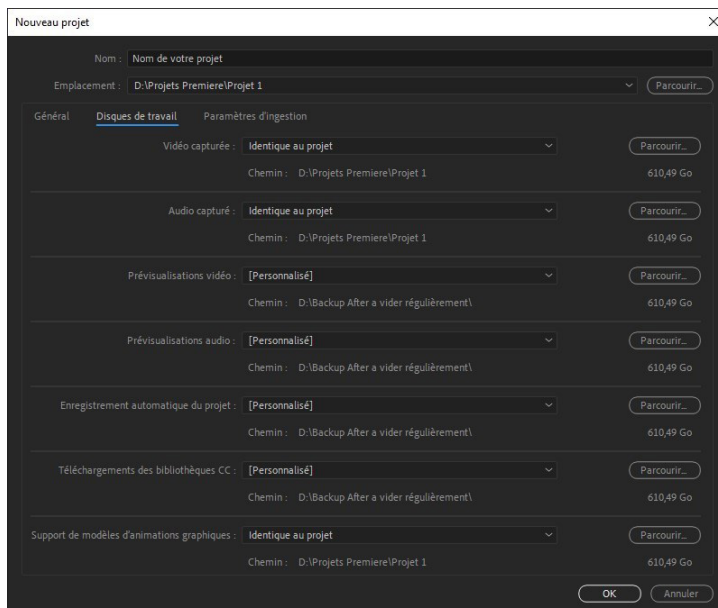 Nouveau projet
Nom : Nom de votre projet
Emplacement : D:\Projets Premiere\Projet 1 Parcourir...
Général Disques de travail Paramètres d'ingestion
Vidéo capturée : Identique au projet Parcourir...
Chemin : D:\Projets Premiere\Projet 1 610,49 Go
Audio capturé : Identique au projet Parcourir...
Chemin : D:\Projets Premiere\Projet 1 610,49 Go
Prévisualisations vidéo : [Personnalisé] Parcourir...
Chemin : D:\Backup After a vider régulièrement\ 610,49 Go
Prévisualisations audio : [Personnalisé] Parcourir...
Chemin : D:\Backup After a vider régulièrement\ 610,49 Go
Enregistrement automatique du projet : [Personnalisé] Parcourir...
Chemin : D:\Backup After a vider régulièrement\ 610,49 Go
Téléchargements des bibliothèques CC : [Personnalisé] Parcourir...
Chemin : D:\Backup After a vider régulièrement\ 610,49 Go
Support de modèles d'animations graphiques : Identique au projet Parcourir...
Chemin : D:\Projets Premiere\Projet 1 610,49 Go
OK Annuler